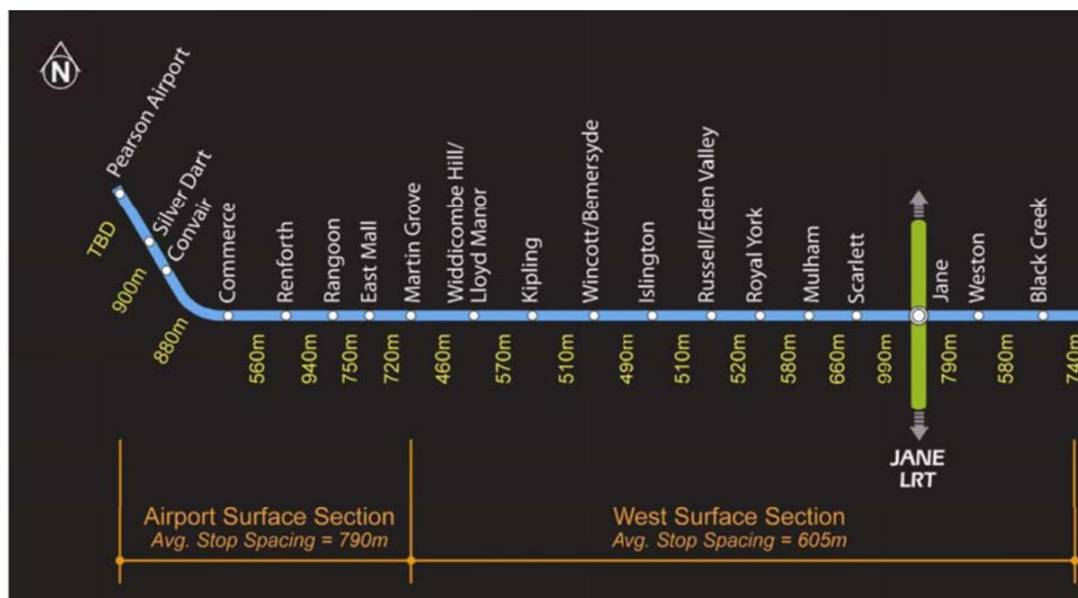 N
Pearson Airport
Silver Dart
Convair
Commerce
Renforth
Rangoon
East Mall
Martin Grove
Widdicombe Hill/
Lloyd Manor
Kipling
Wincott/Bemersyde
Islington
Russell/Eden Valley
Royal York
Mulham
Scarlett
Jane
Weston
Black Creek
TBD
900m
880m
560m
940m
750m
720m
460m
570m
510m
490m
510m
520m
580m
660m
990m
790m
580m
740m
JANE
LRT
Airport Surface Section
Avg. Stop Spacing = 790m
West Surface Section
Avg. Stop Spacing = 605m